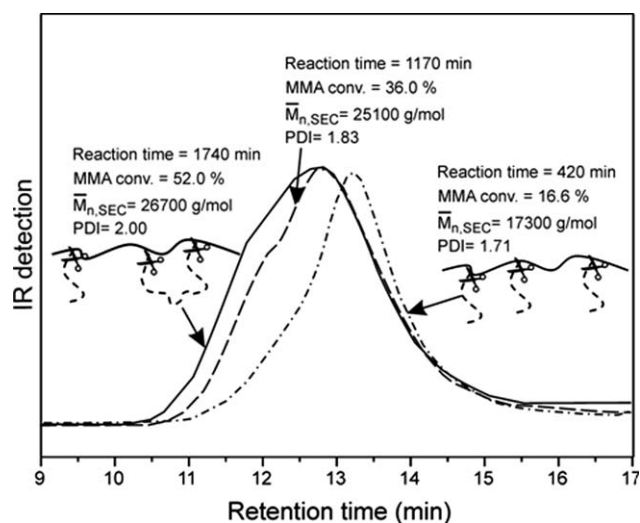 Reaction time = 1170 min
MMA conv. = 36.0 %
M̅n,SEC= 25100 g/mol
PDI= 1.83
Reaction time = 1740 min
MMA conv. = 52.0 %
M̅n,SEC= 26700 g/mol
PDI= 2.00
Reaction time = 420 min
MMA conv. = 16.6 %
M̅n,SEC= 17300 g/mol
PDI= 1.71
IR detection
9 10 11 12 13 14 15 16 17
Retention time (min)